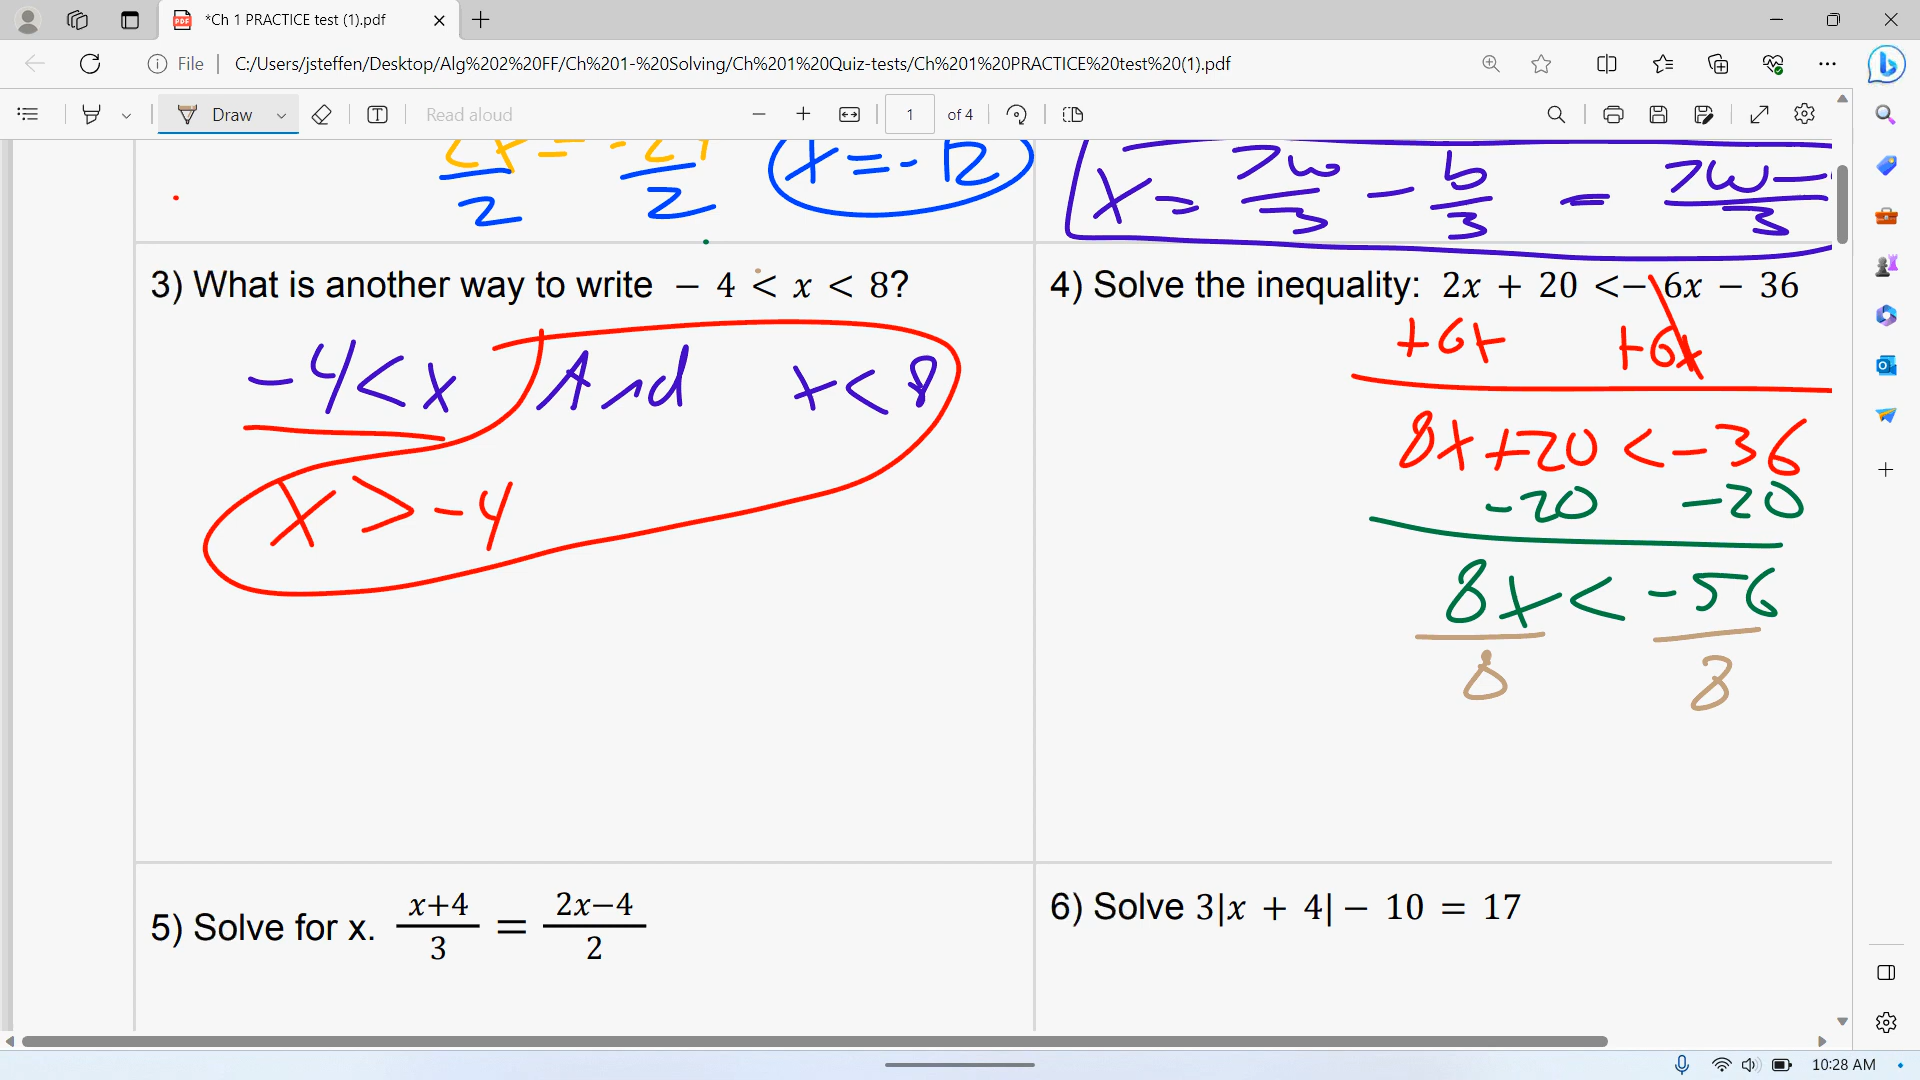 *Ch 1 PRACTICE test (1).pdf
File | C:/Users/jsteffen/Desktop/Alg%202%20FF/Ch%201-%20Solving/Ch%201%20Quiz-tests/Ch%201%20PRACTICE%20test%20(1).pdf
Draw Read aloud 1 of 4
2 2 x = -12
x = 7w/3 - b/3 = 7w-/3
3) What is another way to write − 4 < x < 8?
-4 < x And x < 8
x > -4
4) Solve the inequality: 2x + 20 <− 6x − 36
+6x +6x
8x + 20 < -36
-20 -20
8x < -56
8 8
5) Solve for x. x+4/3 = 2x−4/2
6) Solve 3|x + 4| − 10 = 17
10:28 AM